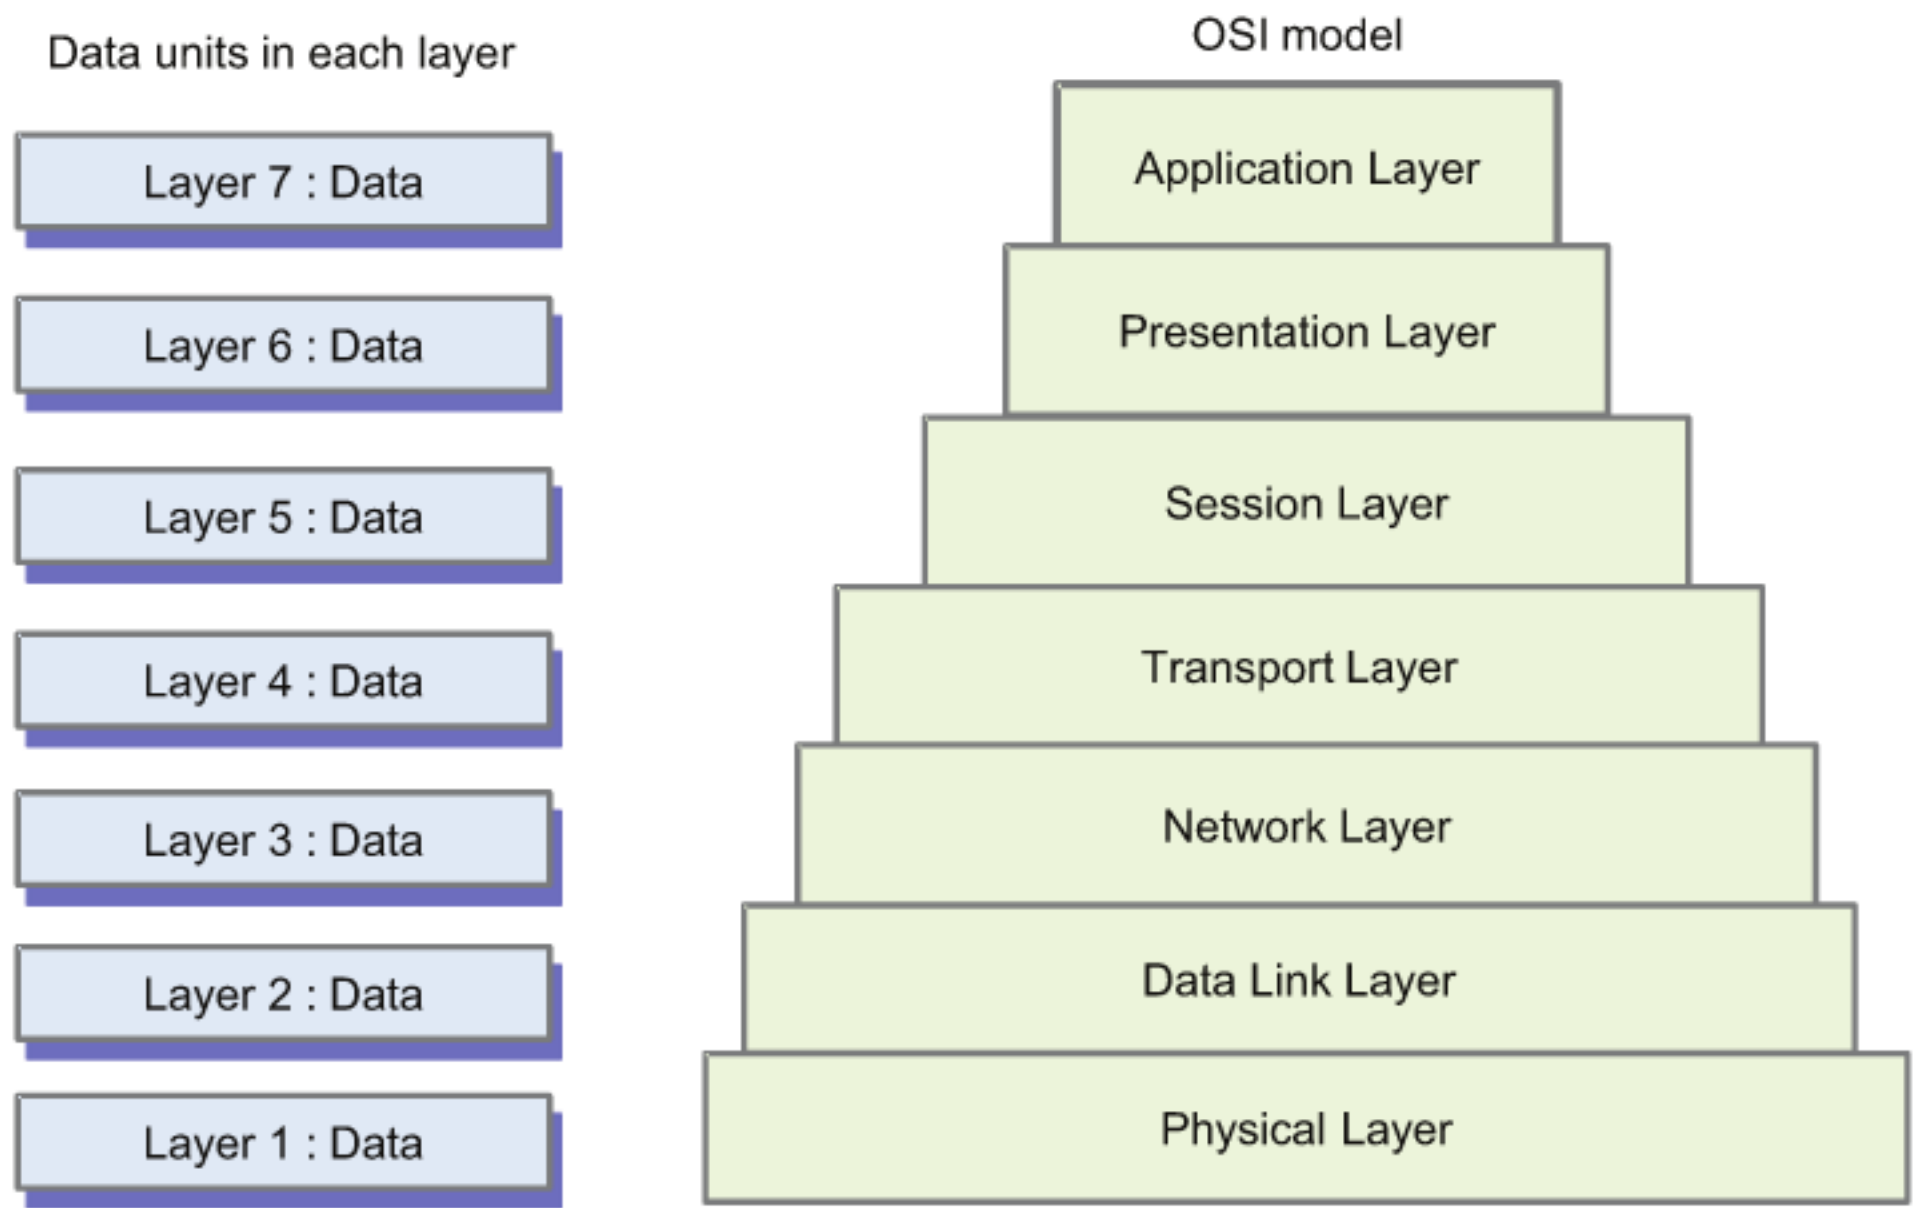 Data units in each layer
Layer 7 : Data
Layer 6 : Data
Layer 5 : Data
Layer 4 : Data
Layer 3 : Data
Layer 2 : Data
Layer 1 : Data
OSI model
Application Layer
Presentation Layer
Session Layer
Transport Layer
Network Layer
Data Link Layer
Physical Layer